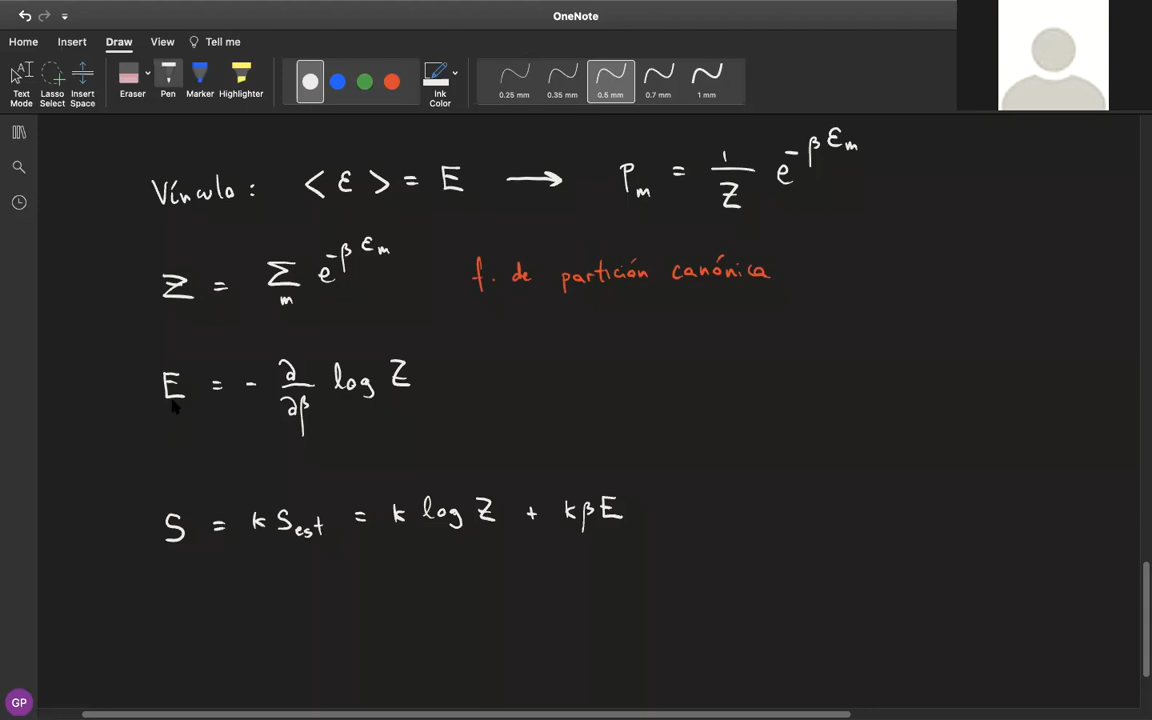 OneNote
Home Insert Draw View Tell me
Text Mode Lasso Select Insert Space Eraser Pen Marker Highlighter Ink Color 0.25 mm 0.35 mm 0.5 mm 0.7 mm 1 mm
Vínculo: < ε > = E ⟶ P_m = 1/Z e^{-β ε_m}
Z = Σ_m e^{-β ε_m} f. de partición canónica
E = - ∂/∂β log Z
S = k S_est = k log Z + kβE
GP